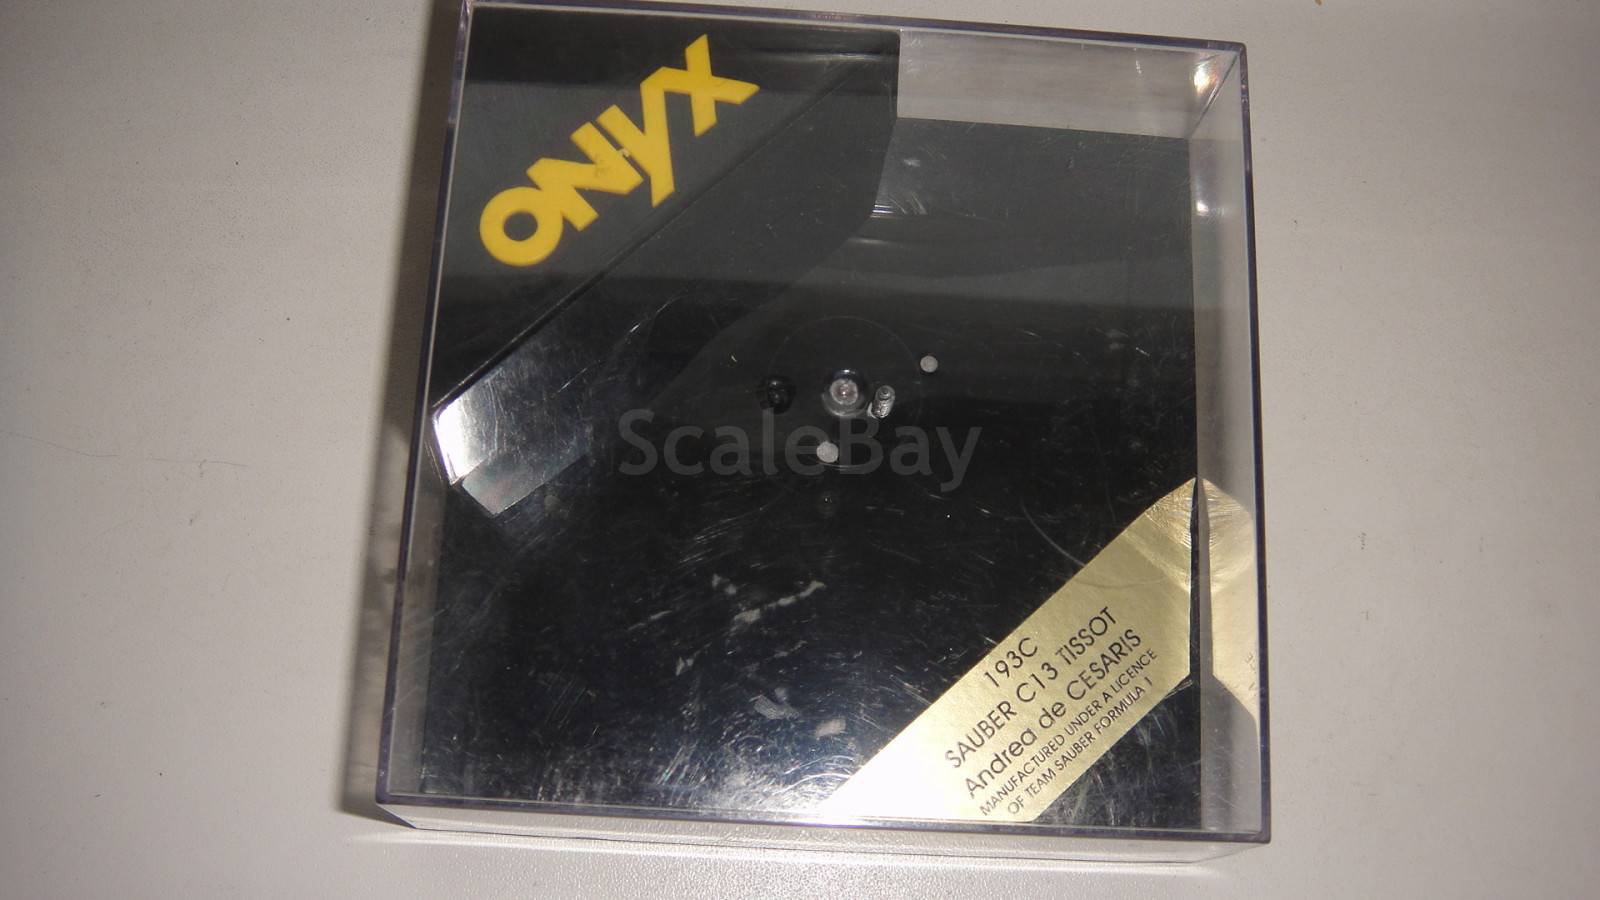 ONYX
ScaleBay
193C
SAUBER C13 TISSOT
Andrea de CESARIS
MANUFACTURED UNDER A LICENCE
OF TEAM SAUBER FORMULA 1